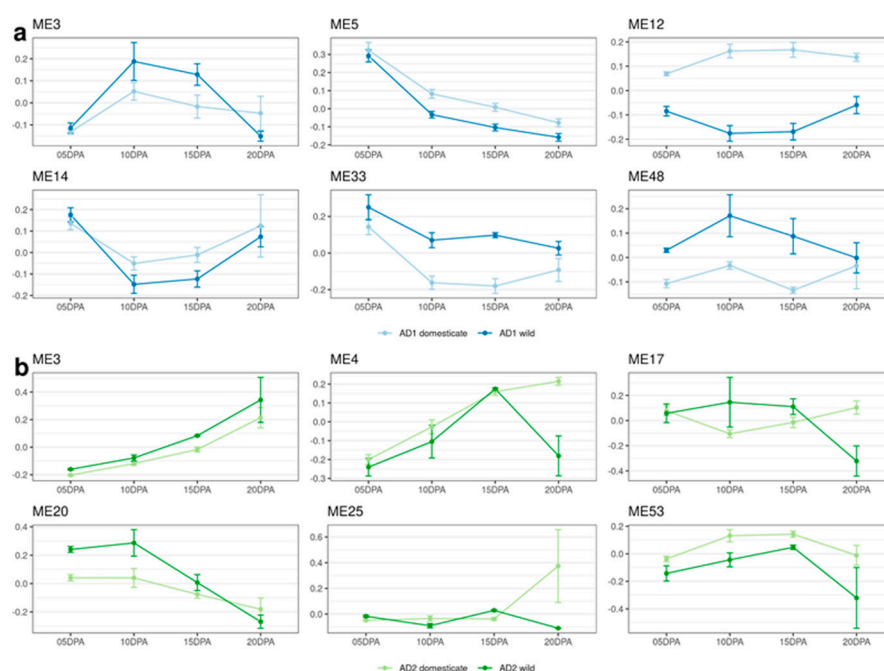 a
ME3 ME5 ME12
0.2 0.3 0.2
0.1 0.2 0.1
0.0 0.1 0.0
-0.1 0.0 -0.1
-0.1 -0.2
-0.2
05DPA 10DPA 15DPA 20DPA 05DPA 10DPA 15DPA 20DPA 05DPA 10DPA 15DPA 20DPA
ME14 ME33 ME48
0.2 0.2 0.2
0.1 0.0 0.1
0.0 -0.2 0.0
-0.1 -0.1
-0.2
05DPA 10DPA 15DPA 20DPA 05DPA 10DPA 15DPA 20DPA 05DPA 10DPA 15DPA 20DPA
AD1 domesticate AD1 wild
b
ME3 ME4 ME17
0.4 0.2 0.2
0.2 0.1 0.0
0.0 0.0 -0.2
-0.2 -0.1 -0.4
-0.2
-0.3
05DPA 10DPA 15DPA 20DPA 05DPA 10DPA 15DPA 20DPA 05DPA 10DPA 15DPA 20DPA
ME20 ME25 ME53
0.4 0.6 0.2
0.2 0.4 0.0
0.0 0.2 -0.2
-0.2 0.0 -0.4
05DPA 10DPA 15DPA 20DPA 05DPA 10DPA 15DPA 20DPA 05DPA 10DPA 15DPA 20DPA
AD2 domesticate AD2 wild